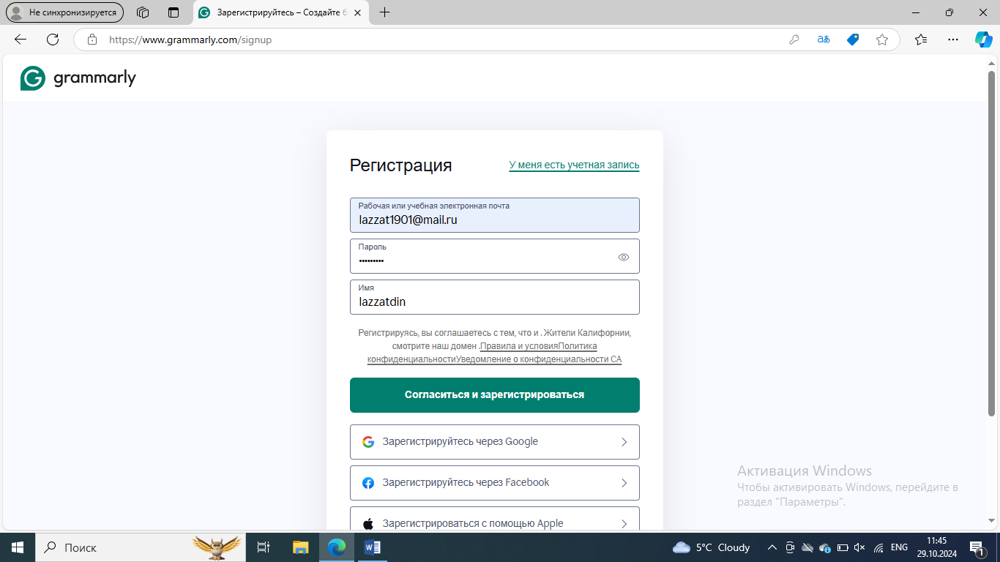 Не синхронизируется
Зарегистрируйтесь – Создайте б
https://www.grammarly.com/signup
aあ
grammarly
Регистрация
У меня есть учетная запись
Рабочая или учебная электронная почта
lazzat1901@mail.ru
Пароль
•••••••••
Имя
lazzatdin
Регистрируясь, вы соглашаетесь с тем, что и . Жители Калифорнии,
смотрите наш домен .Правила и условияПолитика
конфиденциальностиУведомление о конфиденциальности CA
Согласиться и зарегистрироваться
Зарегистрируйтесь через Google
Зарегистрируйтесь через Facebook
Зарегистрироваться с помощью Apple
Активация Windows
Чтобы активировать Windows, перейдите в
раздел "Параметры".
Поиск
5°C Cloudy
ENG
11:45
29.10.2024
1